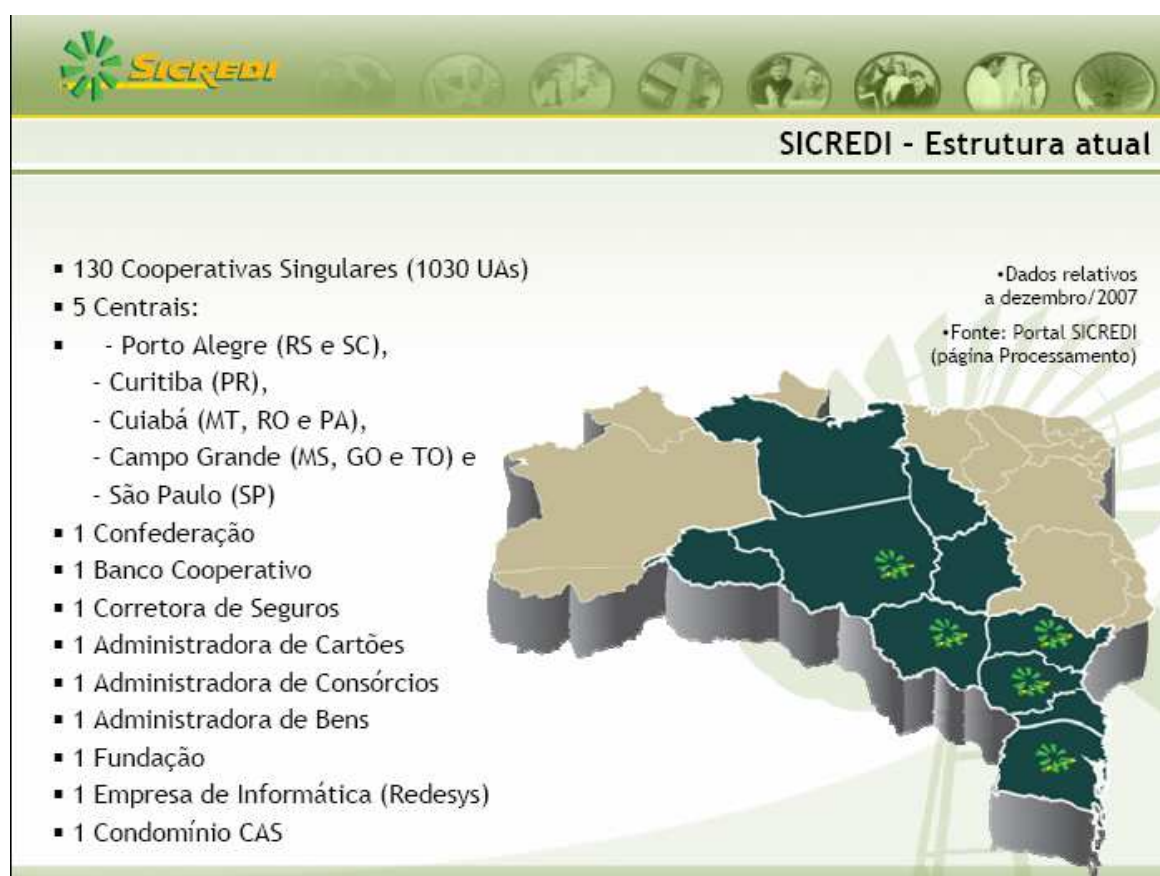 SICREDI
SICREDI - Estrutura atual
▪ 130 Cooperativas Singulares (1030 UAs)
▪ 5 Centrais:
▪ - Porto Alegre (RS e SC),
- Curitiba (PR),
- Cuiabá (MT, RO e PA),
- Campo Grande (MS, GO e TO) e
- São Paulo (SP)
▪ 1 Confederação
▪ 1 Banco Cooperativo
▪ 1 Corretora de Seguros
▪ 1 Administradora de Cartões
▪ 1 Administradora de Consórcios
▪ 1 Administradora de Bens
▪ 1 Fundação
▪ 1 Empresa de Informática (Redesys)
▪ 1 Condomínio CAS
•Dados relativos
a dezembro/2007
•Fonte: Portal SICREDI
(página Processamento)